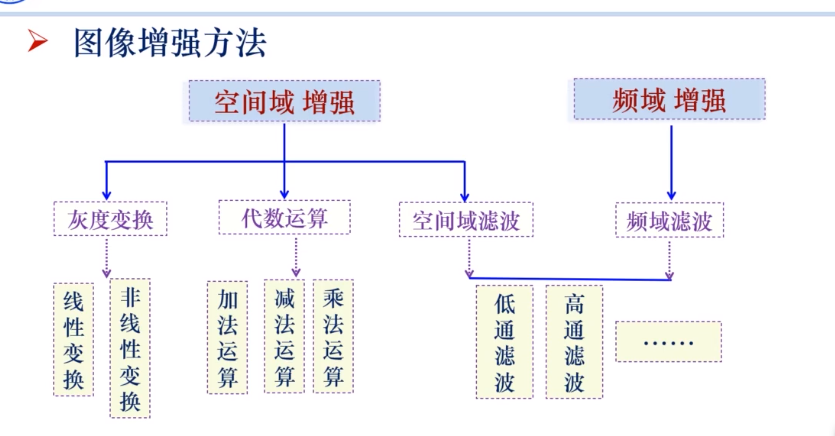 图像增强方法
空间域 增强
频域 增强
灰度变换
代数运算
空间域滤波
频域滤波
线性变换
非线性变换
加法运算
减法运算
乘法运算
低通滤波
高通滤波
......